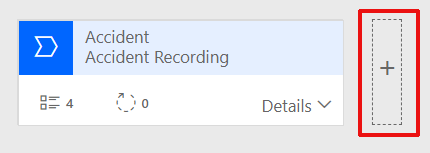 Accident
Accident Recording
4 0 Details
+